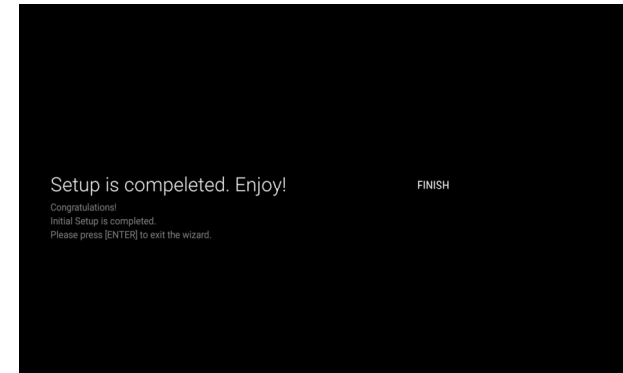 Setup is compeleted. Enjoy!
FINISH
Congratulations!
Initial Setup is completed.
Please press [ENTER] to exit the wizard.